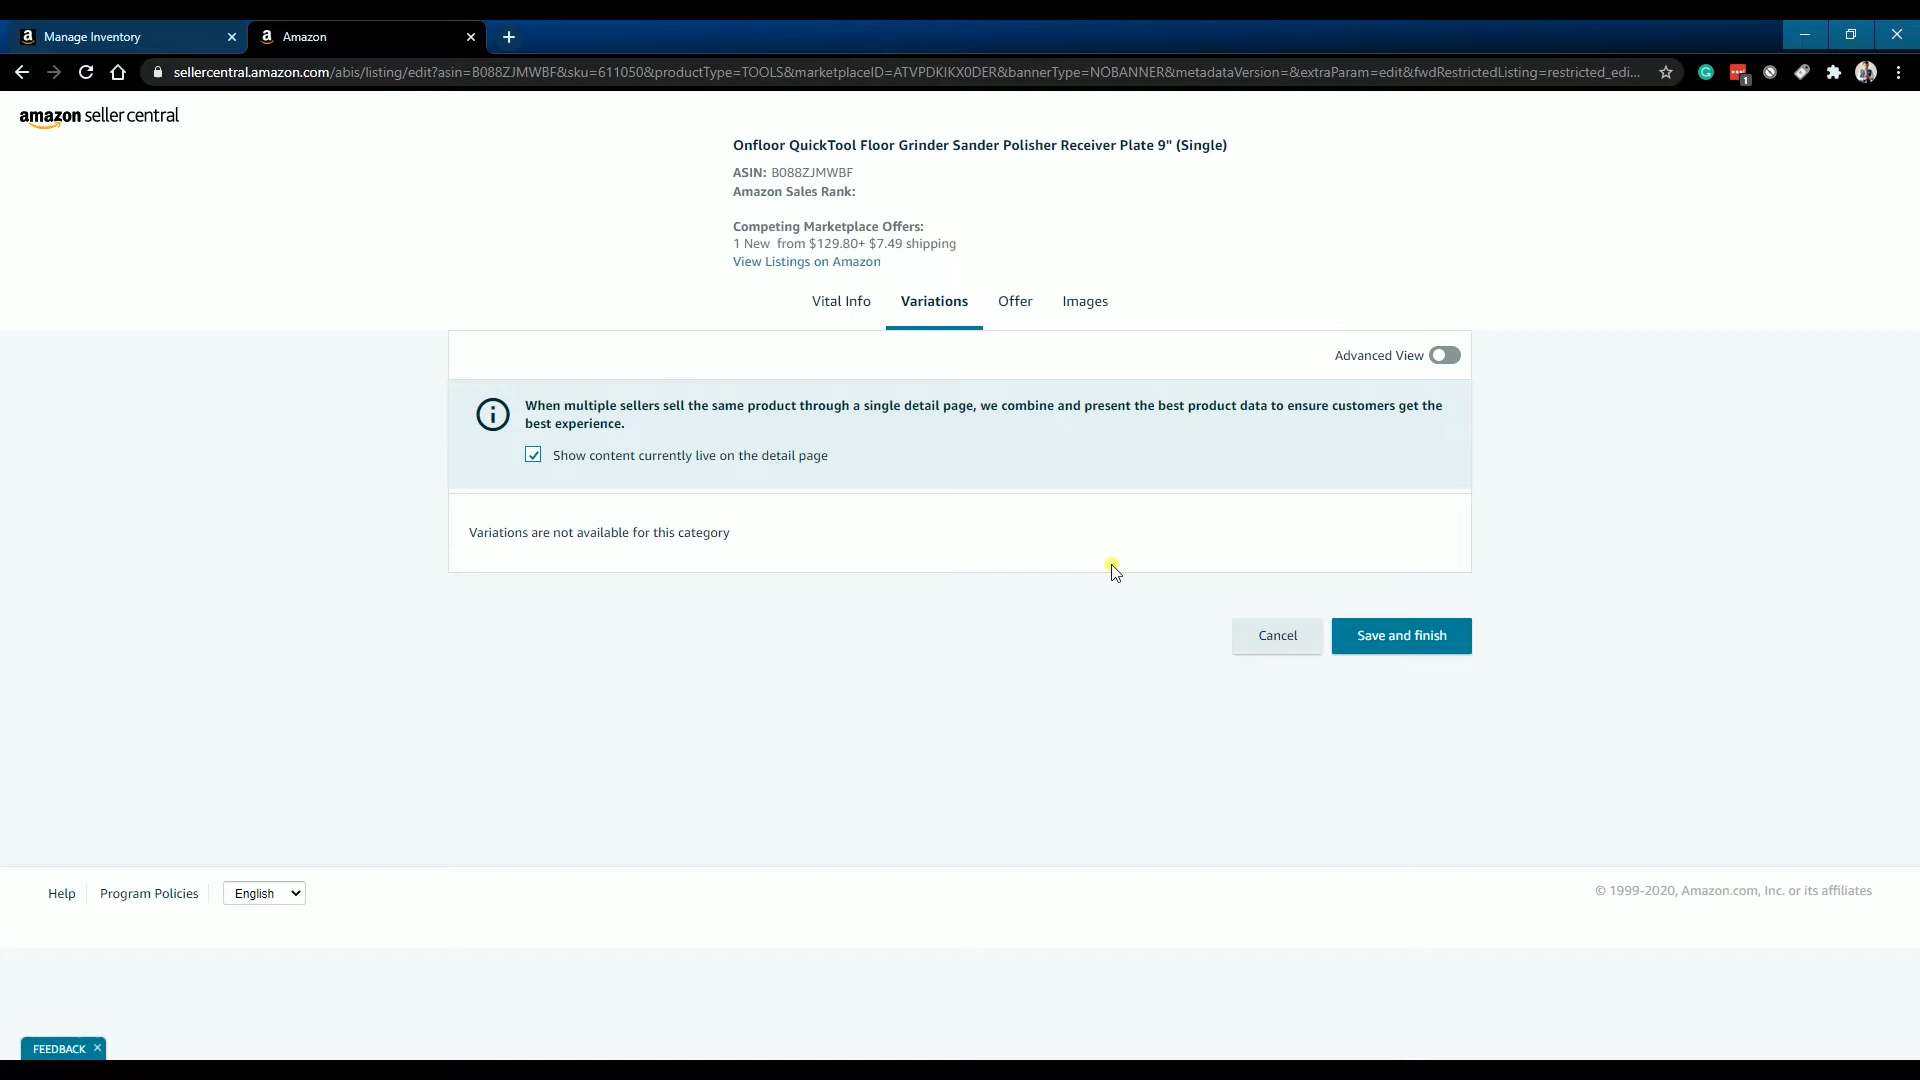 Manage Inventory
Amazon
sellercentral.amazon.com/abis/listing/edit?asin=B088ZJMWBF&sku=611050&productType=TOOLS&marketplaceID=ATVPDKIKX0DER&bannerType=NOBANNER&metadataVersion=&extraParam=edit&fwdRestrictedListing=restricted_edi...
1
amazon seller central
Onfloor QuickTool Floor Grinder Sander Polisher Receiver Plate 9" (Single)
ASIN: B088ZJMWBF
Amazon Sales Rank:
Competing Marketplace Offers:
1 New from $129.80+ $7.49 shipping
View Listings on Amazon
Vital Info Variations Offer Images
Advanced View
When multiple sellers sell the same product through a single detail page, we combine and present the best product data to ensure customers get the
best experience.
Show content currently live on the detail page
Variations are not available for this category
Cancel Save and finish
Help Program Policies English
© 1999-2020, Amazon.com, Inc. or its affiliates
FEEDBACK